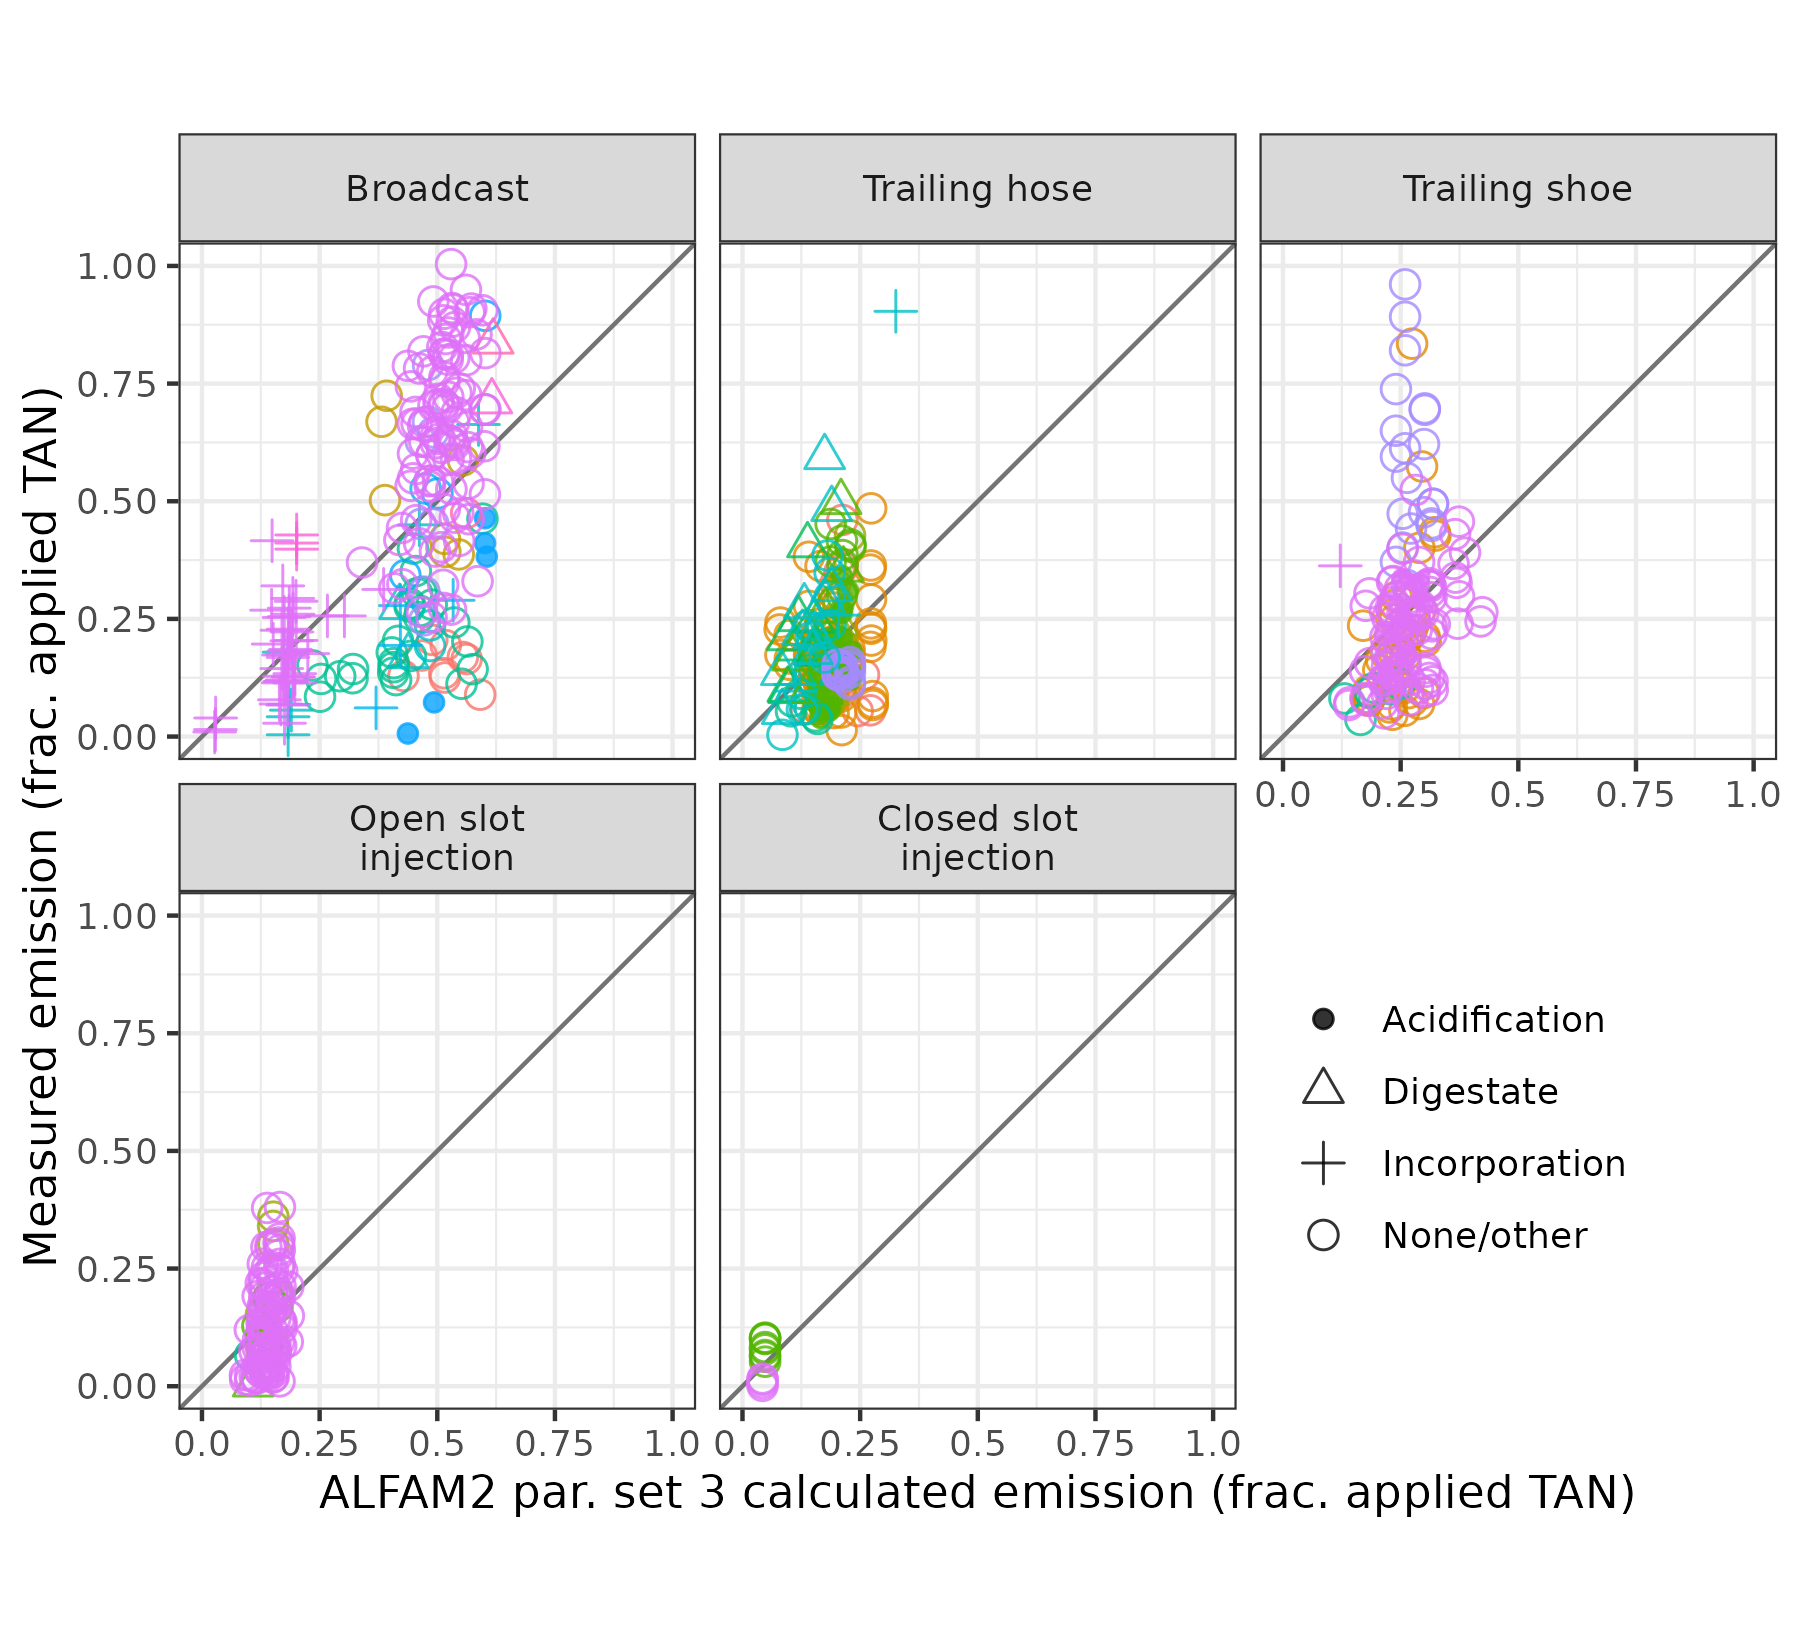 Broadcast
Trailing hose
Trailing shoe
1.00
0.75
0.50
0.25
0.00
0.0 0.25 0.5 0.75 1.0
Open slot
injection
Closed slot
injection
1.00
0.75
0.50
0.25
0.00
0.0 0.25 0.5 0.75 1.0
0.0 0.25 0.5 0.75 1.0
Measured emission (frac. applied TAN)
ALFAM2 par. set 3 calculated emission (frac. applied TAN)
Acidification
Digestate
Incorporation
None/other